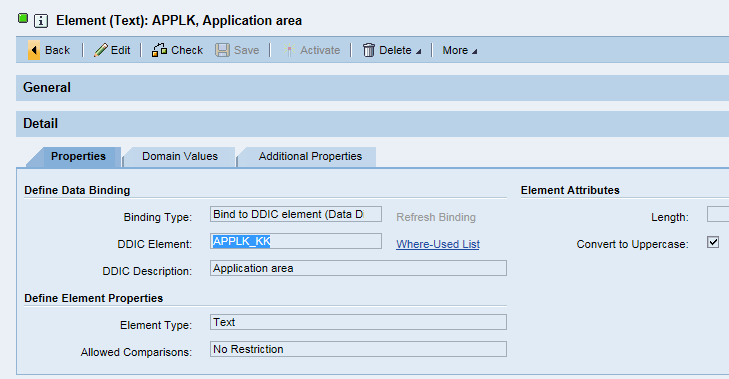 Element (Text): APPLK, Application area
Back Edit Check Save Activate Delete More
General
Detail
Properties Domain Values Additional Properties
Define Data Binding Element Attributes
Binding Type: Bind to DDIC element (Data D Refresh Binding Length:
DDIC Element: APPLK_KK Where-Used List Convert to Uppercase:
DDIC Description: Application area
Define Element Properties
Element Type: Text
Allowed Comparisons: No Restriction